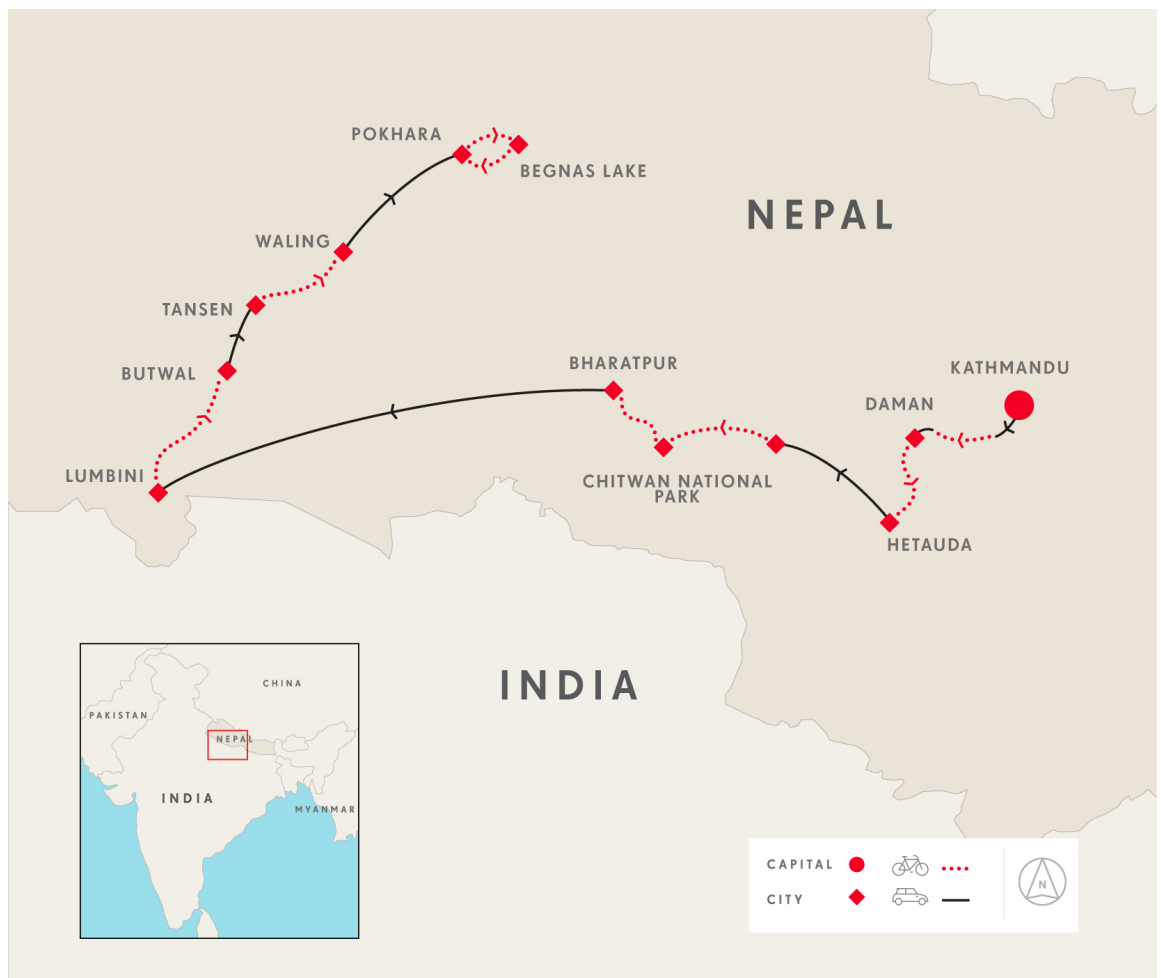 POKHARA
BEGNAS LAKE
NEPAL
WALING
TANSEN
BUTWAL
BHARATPUR
KATHMANDU
DAMAN
LUMBINI
CHITWAN NATIONAL
PARK
HETAUDA
INDIA
CHINA
PAKISTAN
NEPAL
INDIA
MYANMAR
CAPITAL
CITY
N